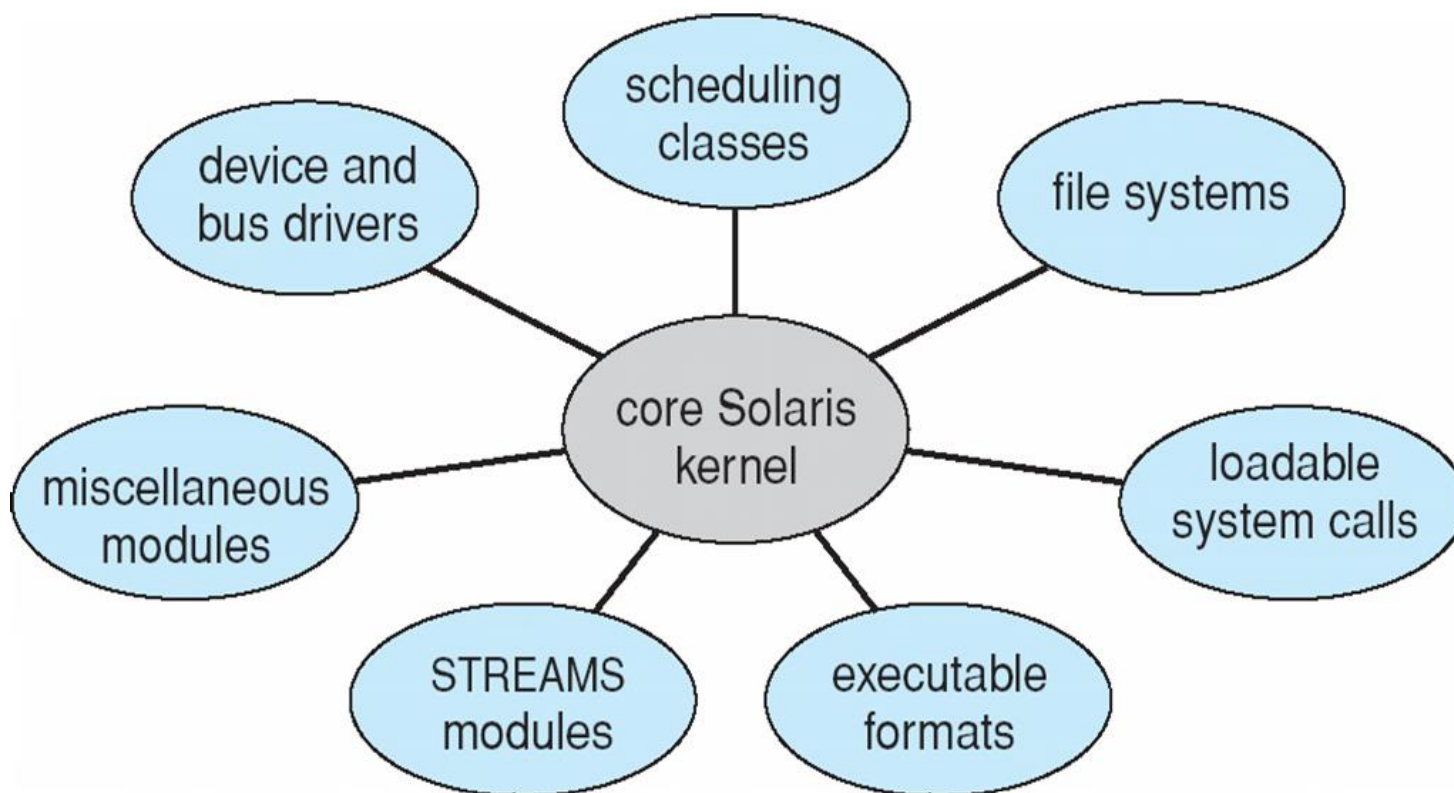 scheduling
classes
device and
bus drivers
file systems
core Solaris
kernel
miscellaneous
modules
loadable
system calls
STREAMS
modules
executable
formats